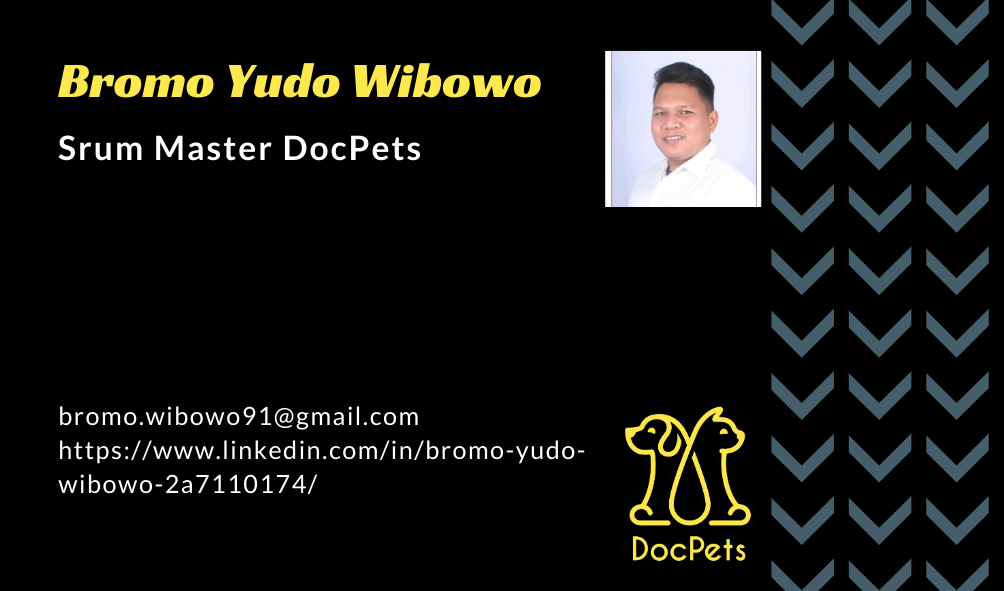 Bromo Yudo Wibowo
Srum Master DocPets
bromo.wibowo91@gmail.com
https://www.linkedin.com/in/bromo-yudo-
wibowo-2a7110174/
DocPets